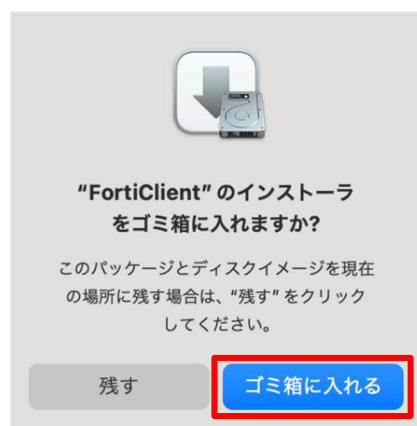 “FortiClient” のインストーラ
をゴミ箱に入れますか?
このパッケージとディスクイメージを現在
の場所に残す場合は、“残す” をクリック
してください。
残す
ゴミ箱に入れる